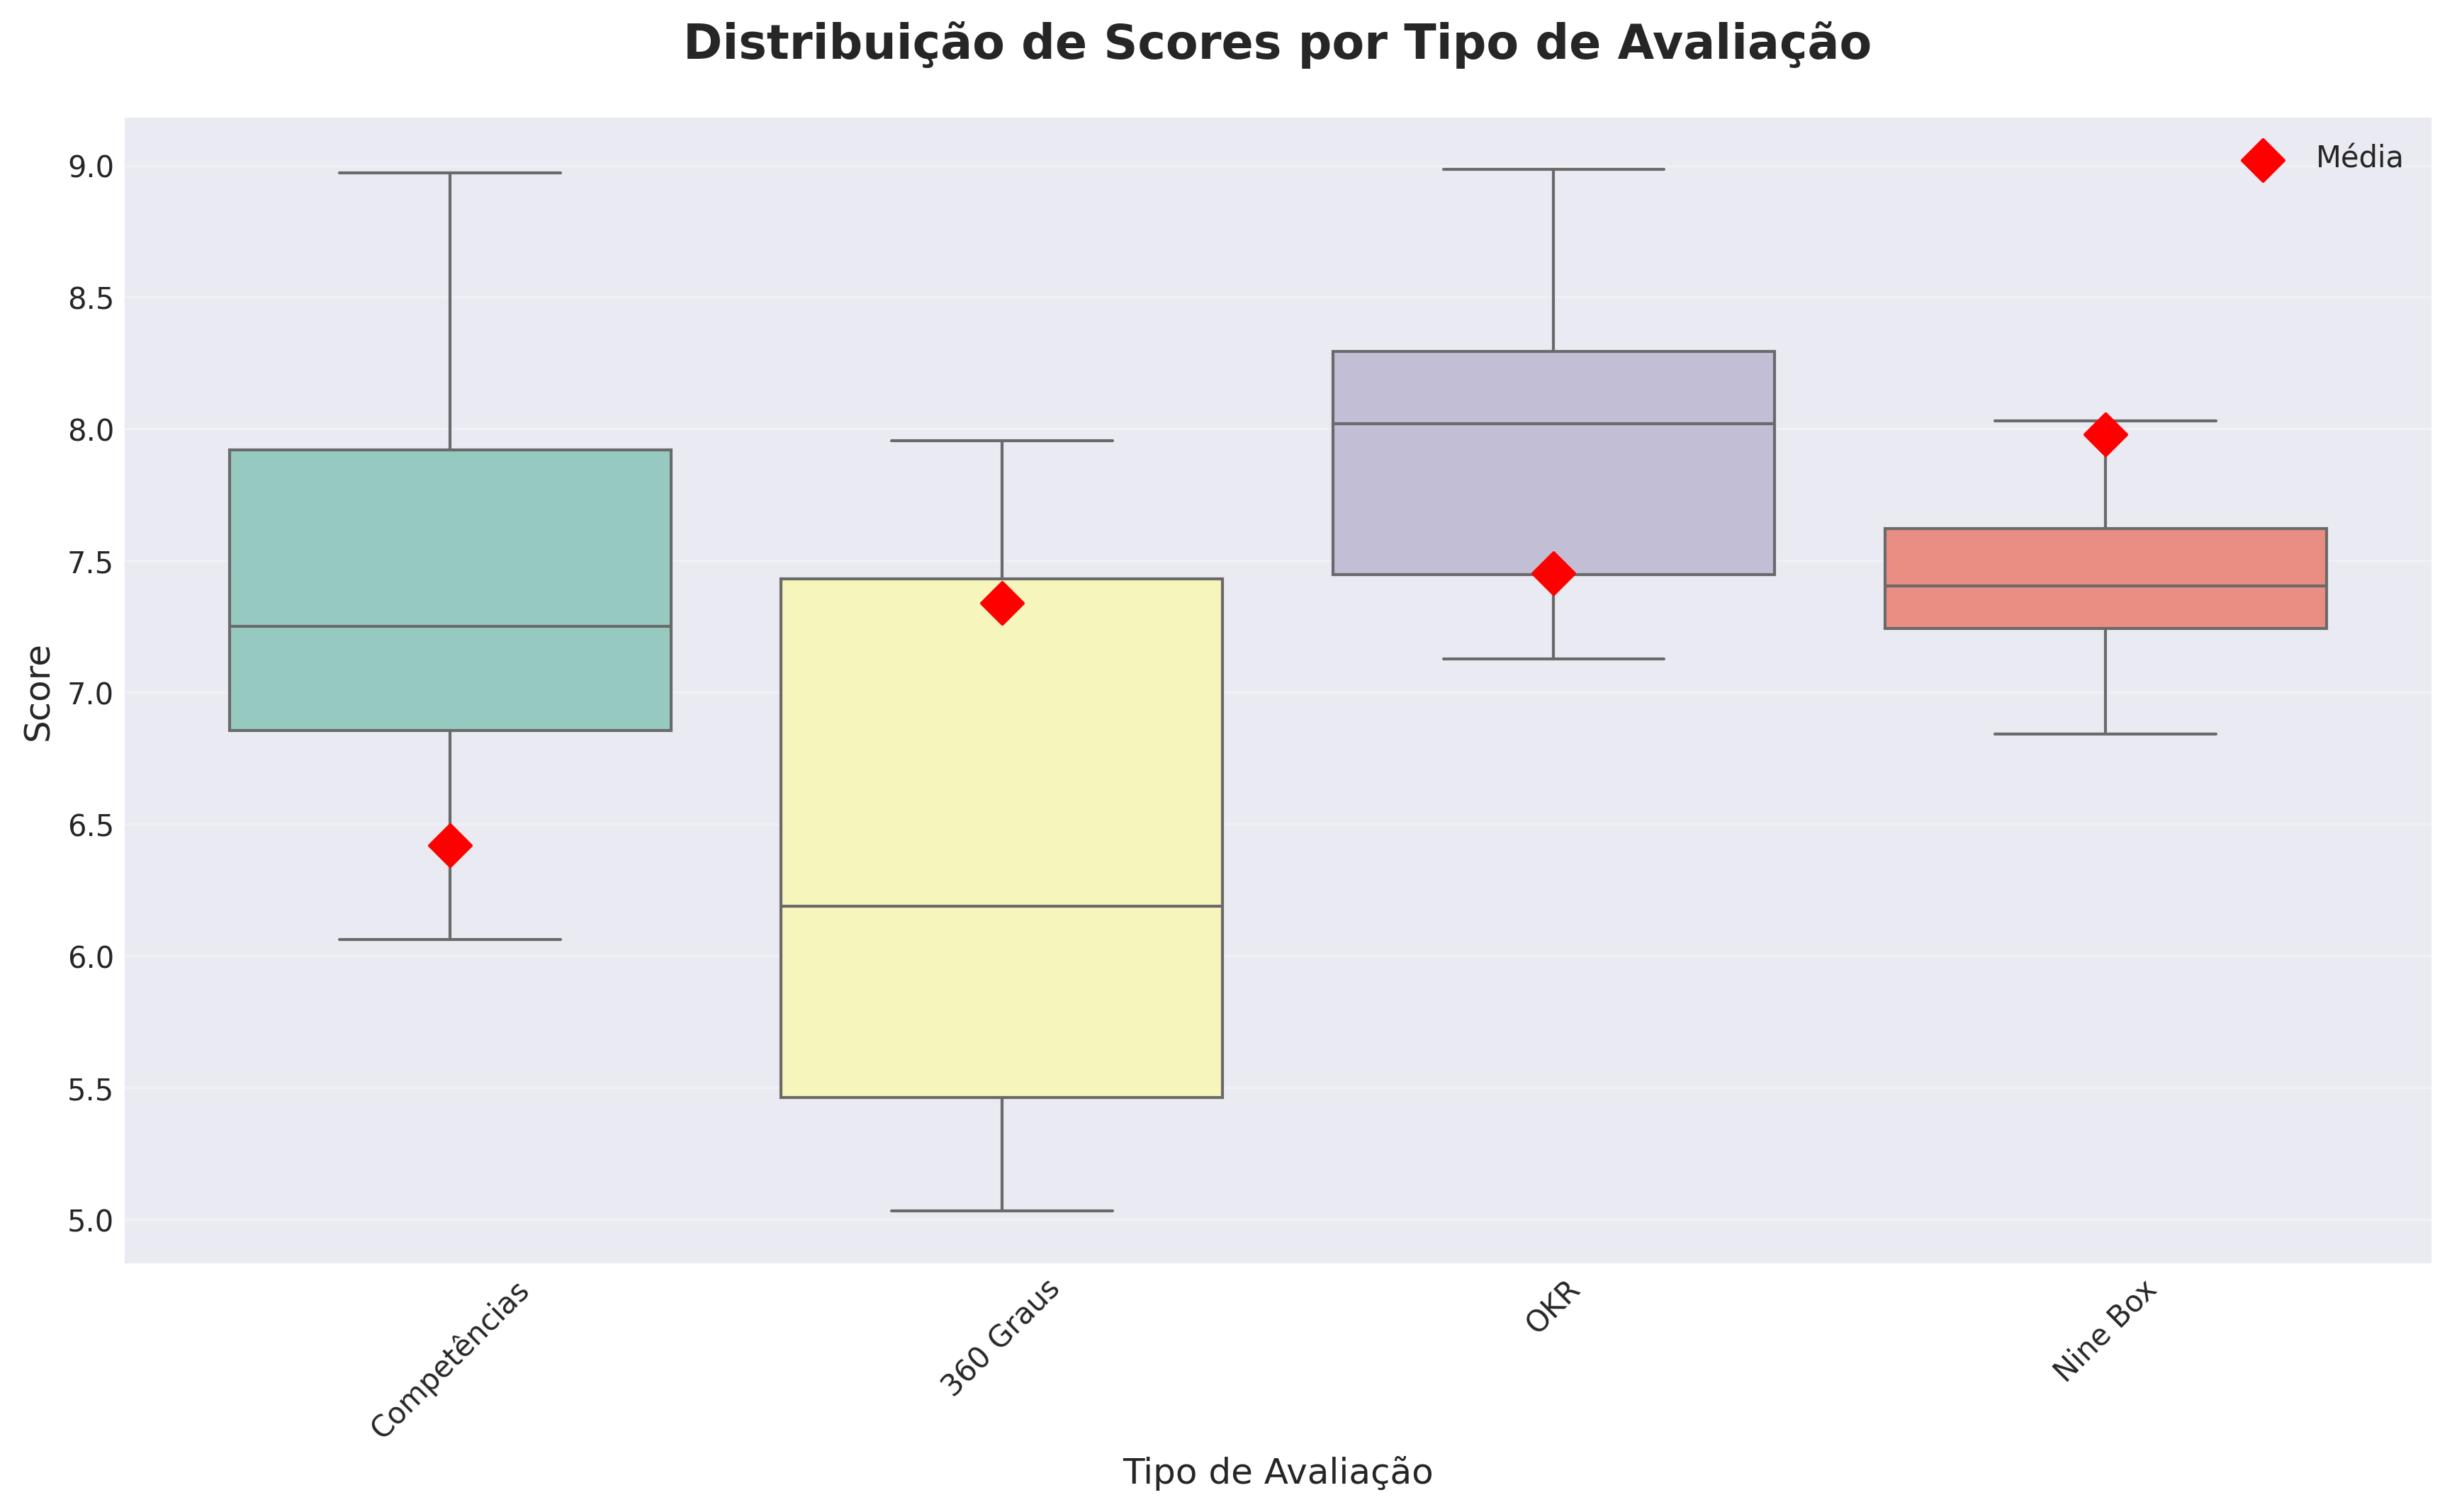 Distribuição de Scores por Tipo de Avaliação
Média
Score
9.0
8.5
8.0
7.5
7.0
6.5
6.0
5.5
5.0
Competências
360 Graus
OKR
Nine Box
Tipo de Avaliação